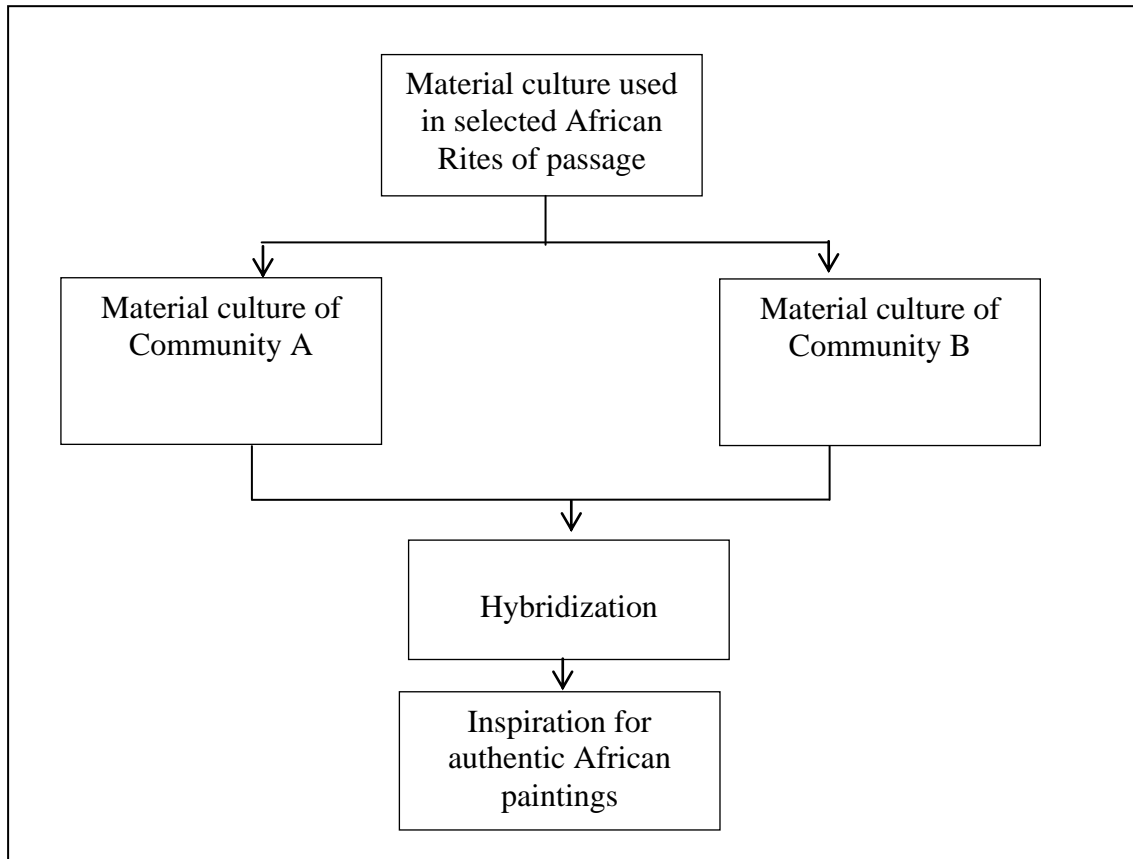 Material culture used
in selected African
Rites of passage
Material culture of
Community A
Material culture of
Community B
Hybridization
Inspiration for
authentic African
paintings